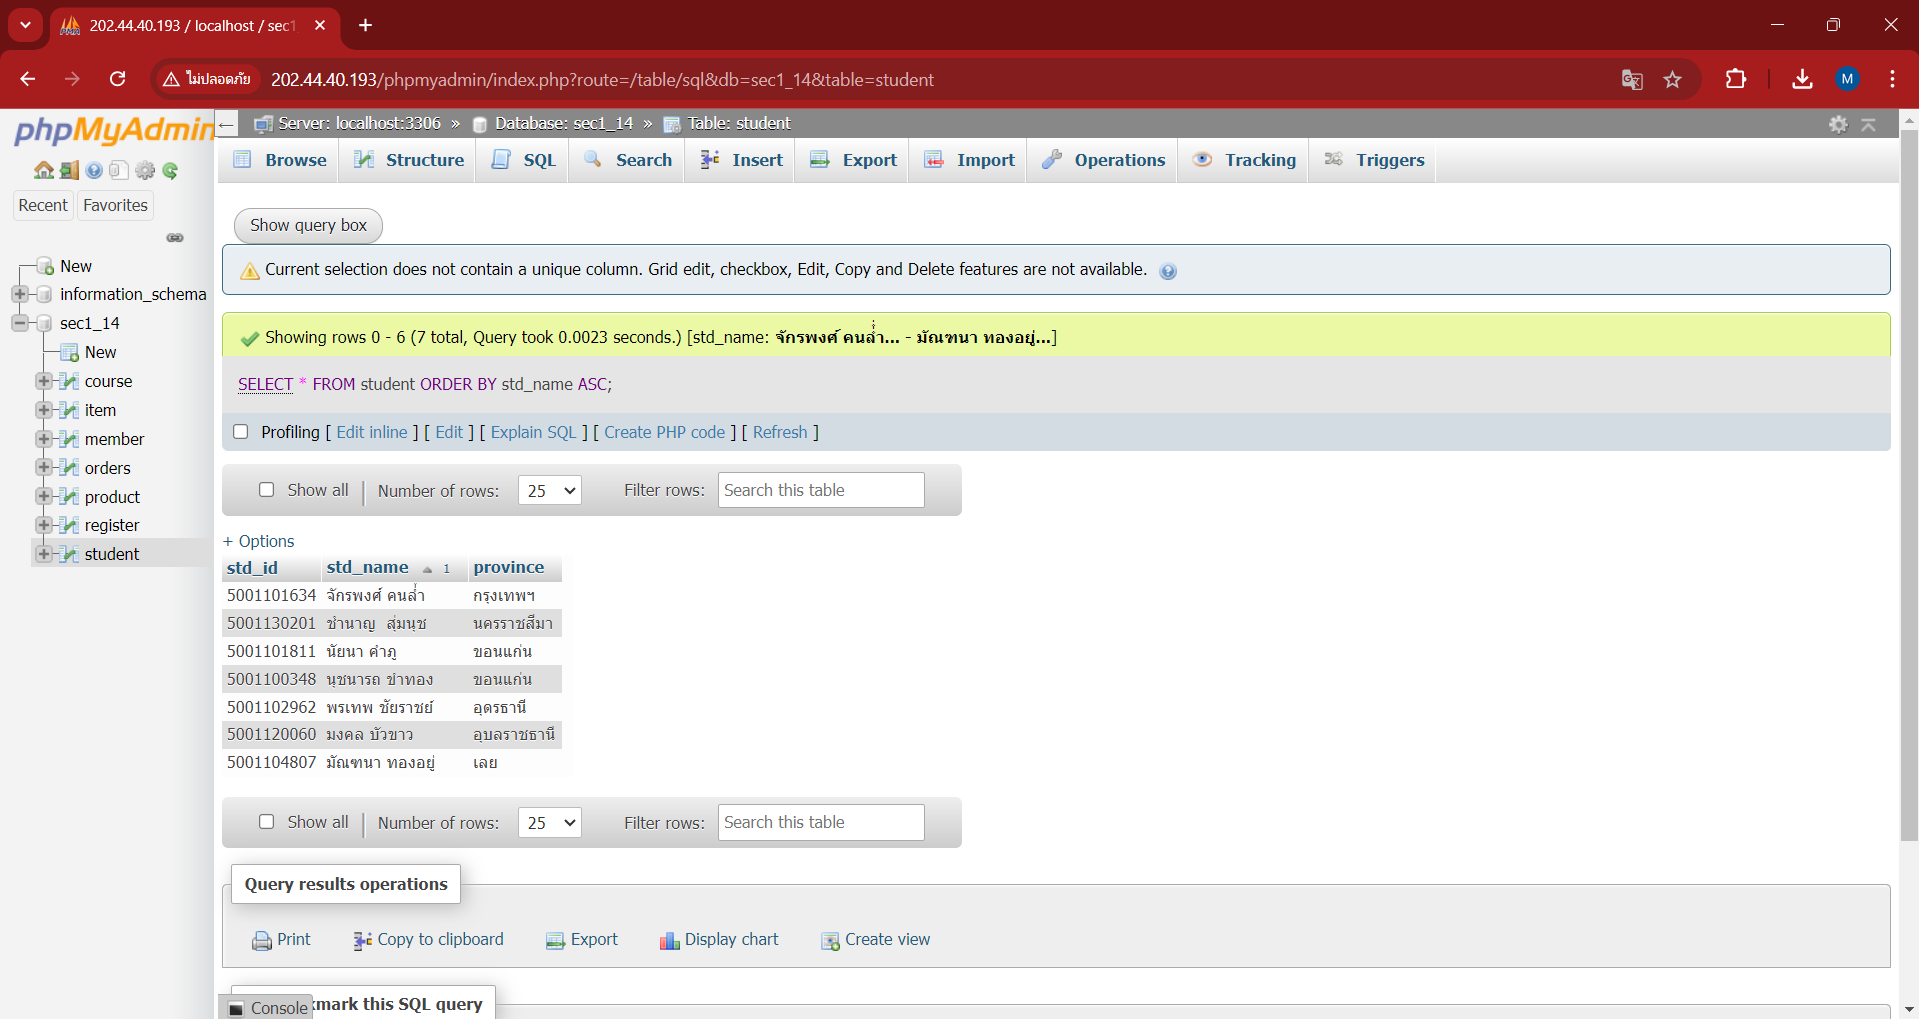 202.44.40.193 / localhost / sec1
ไม่ปลอดภัย 202.44.40.193/phpmyadmin/index.php?route=/table/sql&db=sec1_14&table=student
M
phpMyAdmin
Server: localhost:3306 » Database: sec1_14 » Table: student
Browse Structure SQL Search Insert Export Import Operations Tracking Triggers
Recent Favorites
New
information_schema
sec1_14
New
course
item
member
orders
product
register
student
Show query box
Current selection does not contain a unique column. Grid edit, checkbox, Edit, Copy and Delete features are not available.
Showing rows 0 - 6 (7 total, Query took 0.0023 seconds.) [std_name: จักรพงศ์ คนล่ำ... - มัณฑนา ทองอยู่...]
SELECT * FROM student ORDER BY std_name ASC;
Profiling [ Edit inline ] [ Edit ] [ Explain SQL ] [ Create PHP code ] [ Refresh ]
Show all Number of rows: 25 Filter rows: Search this table
+ Options
std_id std_name 1 province
5001101634 จักรพงศ์ คนล่ำ กรุงเทพฯ
5001130201 ชำนาญ สุ่มนุช นครราชสีมา
5001101811 นัยนา คำภู ขอนแก่น
5001100348 นุชนารถ ขำทอง ขอนแก่น
5001102962 พรเทพ ชัยราชย์ อุดรธานี
5001120060 มงคล บัวขาว อุบลราชธานี
5001104807 มัณฑนา ทองอยู่ เลย
Show all Number of rows: 25 Filter rows: Search this table
Query results operations
Print Copy to clipboard Export Display chart Create view
Console kmark this SQL query